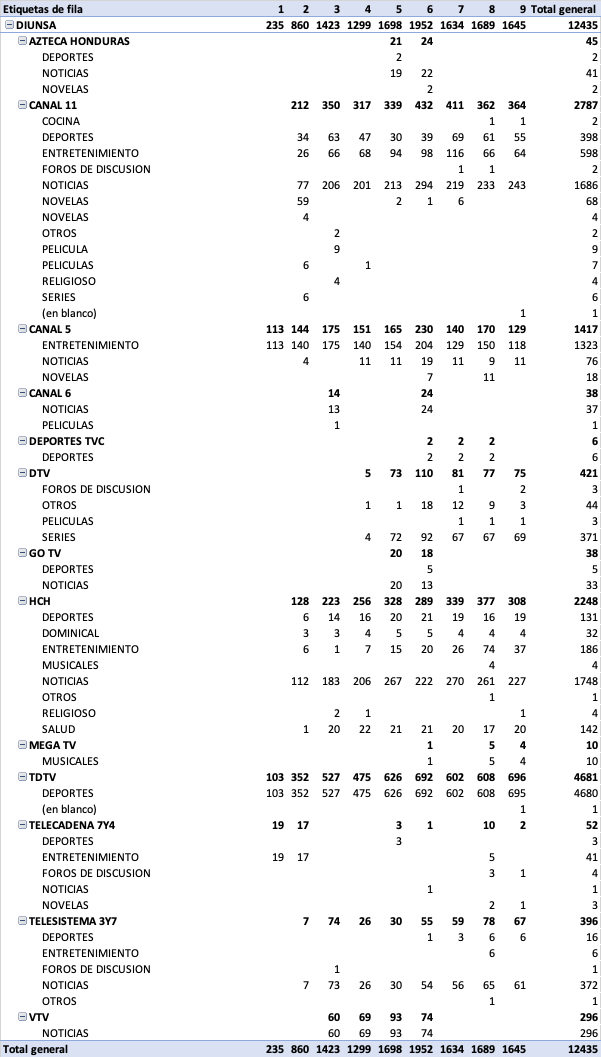 Etiquetas de fila 1 2 3 4 5 6 7 8 9 Total general
DIUNSA 235 860 1423 1299 1698 1952 1634 1689 1645 12435
AZTECA HONDURAS 21 24 45
DEPORTES 2 2
NOTICIAS 19 22 41
NOVELAS 2 2
CANAL 11 212 350 317 339 432 411 362 364 2787
COCINA 1 1 2
DEPORTES 34 63 47 30 39 69 61 55 398
ENTRETENIMIENTO 26 66 68 94 98 116 66 64 598
FOROS DE DISCUSION 1 1 2
NOTICIAS 77 206 201 213 294 219 233 243 1686
NOVELAS 59 2 1 6 68
NOVELAS 4 4
OTROS 2 2
PELICULA 9 9
PELICULAS 6 1 7
RELIGIOSO 4 4
SERIES 6 6
(en blanco) 1 1
CANAL 5 113 144 175 151 165 230 140 170 129 1417
ENTRETENIMIENTO 113 140 175 140 154 204 129 150 118 1323
NOTICIAS 4 11 11 19 11 9 11 76
NOVELAS 7 11 18
CANAL 6 14 24 38
NOTICIAS 13 24 37
PELICULAS 1 1
DEPORTES TVC 2 2 2 6
DEPORTES 2 2 2 6
DTV 5 73 110 81 77 75 421
FOROS DE DISCUSION 1 2 3
OTROS 1 1 18 12 9 3 44
PELICULAS 1 1 1 3
SERIES 4 72 92 67 67 69 371
GO TV 20 18 38
DEPORTES 5 5
NOTICIAS 20 13 33
HCH 128 223 256 328 289 339 377 308 2248
DEPORTES 6 14 16 20 21 19 16 19 131
DOMINICAL 3 3 4 5 5 4 4 4 32
ENTRETENIMIENTO 6 1 7 15 20 26 74 37 186
MUSICALES 4 4
NOTICIAS 112 183 206 267 222 270 261 227 1748
OTROS 1 1
RELIGIOSO 2 1 1 4
SALUD 1 20 22 21 21 20 17 20 142
MEGA TV 1 5 4 10
MUSICALES 1 5 4 10
TDTV 103 352 527 475 626 692 602 608 696 4681
DEPORTES 103 352 527 475 626 692 602 608 695 4680
(en blanco) 1 1
TELECADENA 7Y4 19 17 3 1 10 2 52
DEPORTES 3 3
ENTRETENIMIENTO 19 17 5 41
FOROS DE DISCUSION 3 1 4
NOTICIAS 1 1
NOVELAS 2 1 3
TELESISTEMA 3Y7 7 74 26 30 55 59 78 67 396
DEPORTES 1 3 6 6 16
ENTRETENIMIENTO 6 6
FOROS DE DISCUSION 1 1
NOTICIAS 7 73 26 30 54 56 65 61 372
OTROS 1 1
VTV 60 69 93 74 296
NOTICIAS 60 69 93 74 296
Total general 235 860 1423 1299 1698 1952 1634 1689 1645 12435